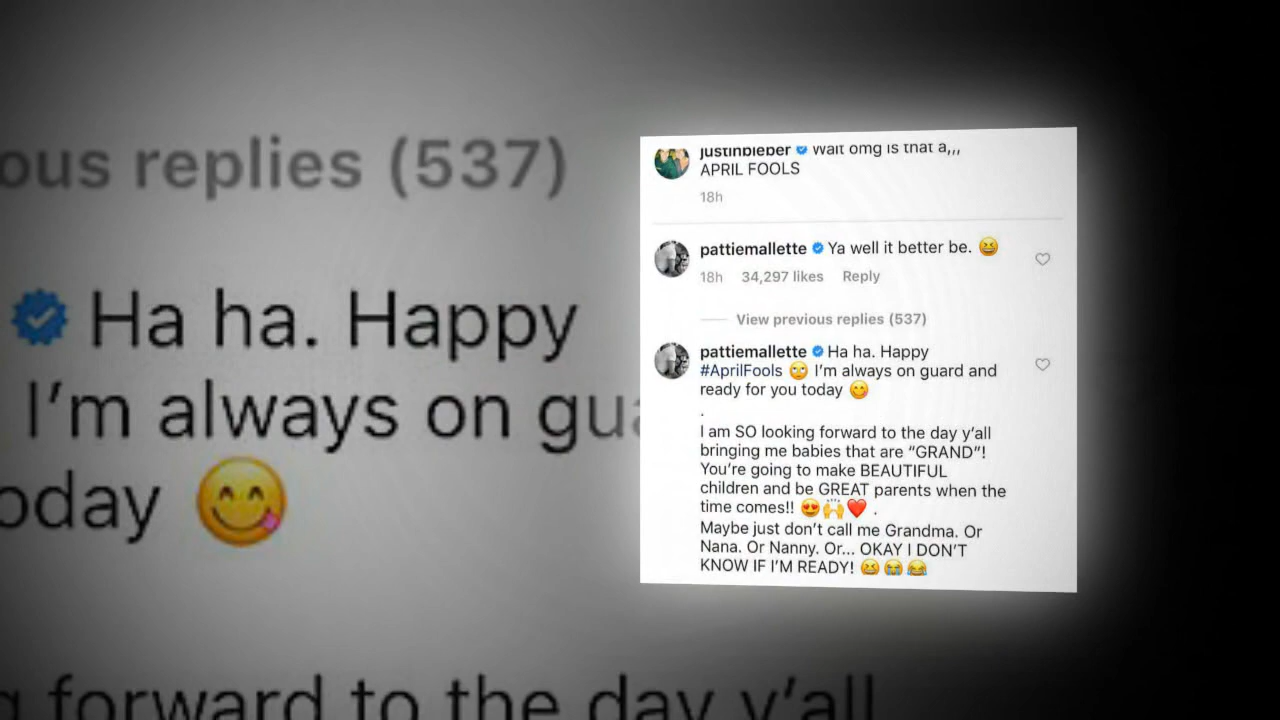 ous replies (537)
Ha ha. Happy
I’m always on gua
oday 😋
g forward to the day y’all
justinbieber wait omg is that a,,,
APRIL FOOLS
18h
pattiemallette Ya well it better be. 😆
18h 34,297 likes Reply
View previous replies (537)
pattiemallette Ha ha. Happy
#AprilFools 🙄 I’m always on guard and
ready for you today 😋
.
I am SO looking forward to the day y’all
bringing me babies that are “GRAND”!
You’re going to make BEAUTIFUL
children and be GREAT parents when the
time comes!! 😍🙌❤️ .
Maybe just don’t call me Grandma. Or
Nana. Or Nanny. Or... OKAY I DON’T
KNOW IF I’M READY! 😆😭😂